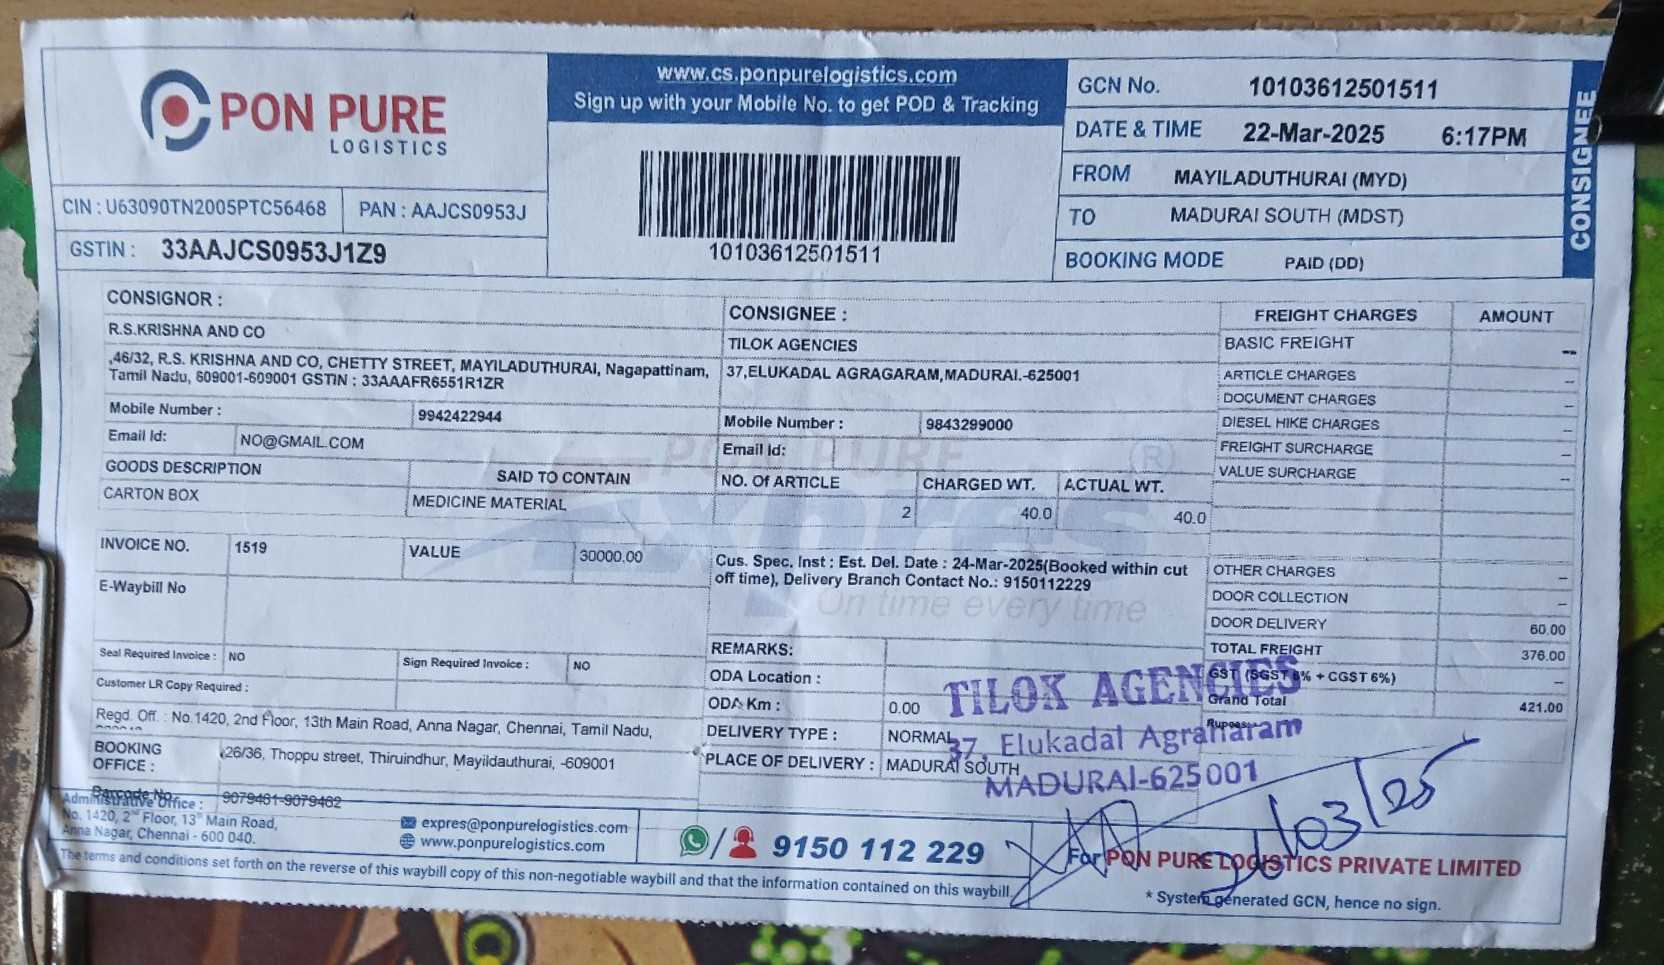 PON PURE
LOGISTICS
CIN : U63090TN2005PTC56468
PAN : AAJCS0953J
GSTIN : 33AAJCS0953J1Z9
www.cs.ponpurelogistics.com
Sign up with your Mobile No. to get POD & Tracking
10103612501511
GCN No. 10103612501511
DATE & TIME 22-Mar-2025 6:17PM
FROM MAYILADUTHURAI (MYD)
TO MADURAI SOUTH (MDST)
BOOKING MODE PAID (DD)
CONSIGNEE
CONSIGNOR :
R.S.KRISHNA AND CO
,46/32, R.S. KRISHNA AND CO, CHETTY STREET, MAYILADUTHURAI, Nagapattinam,
Tamil Nadu, 609001-609001 GSTIN : 33AAAFR6551R1ZR
Mobile Number : 9942422944
Email Id: NO@GMAIL.COM
GOODS DESCRIPTION SAID TO CONTAIN
CARTON BOX MEDICINE MATERIAL
INVOICE NO. 1519 VALUE 30000.00
E-Waybill No
Seal Required Invoice : NO Sign Required Invoice : NO
Customer LR Copy Required :
Regd. Off. : No.1420, 2nd Floor, 13th Main Road, Anna Nagar, Chennai, Tamil Nadu,
BOOKING OFFICE : ,26/36, Thoppu street, Thiruindhur, Mayildauthurai, -609001
Barcode No. 9079461-9079462
CONSIGNEE :
TILOK AGENCIES
37,ELUKADAL AGRAGARAM,MADURAI.-625001
Mobile Number : 9843299000
Email Id:
NO. Of ARTICLE CHARGED WT. ACTUAL WT.
2 40.0 40.0
PON PURE
Xpres
®
On time every time
Cus. Spec. Inst : Est. Del. Date : 24-Mar-2025(Booked within cut
off time), Delivery Branch Contact No.: 9150112229
REMARKS:
ODA Location :
ODA Km : 0.00
DELIVERY TYPE : NORMAL
PLACE OF DELIVERY : MADURAI SOUTH
FREIGHT CHARGES AMOUNT
BASIC FREIGHT --
ARTICLE CHARGES --
DOCUMENT CHARGES --
DIESEL HIKE CHARGES --
FREIGHT SURCHARGE --
VALUE SURCHARGE --
OTHER CHARGES --
DOOR COLLECTION --
DOOR DELIVERY 60.00
TOTAL FREIGHT 376.00
GST (SGST 6% + CGST 6%) --
Grand Total 421.00
Rupees:
TILOK AGENCIES
37, Elukadal Agraharam
MADURAI-625001
/03/25
Administrative Office :
No. 1420, 2nd Floor, 13th Main Road,
Anna Nagar, Chennai - 600 040.
expres@ponpurelogistics.com
www.ponpurelogistics.com
/ 9150 112 229
For PON PURE LOGISTICS PRIVATE LIMITED
* System generated GCN, hence no sign.
The terms and conditions set forth on the reverse of this waybill copy of this non-negotiable waybill and that the information contained on this waybill.